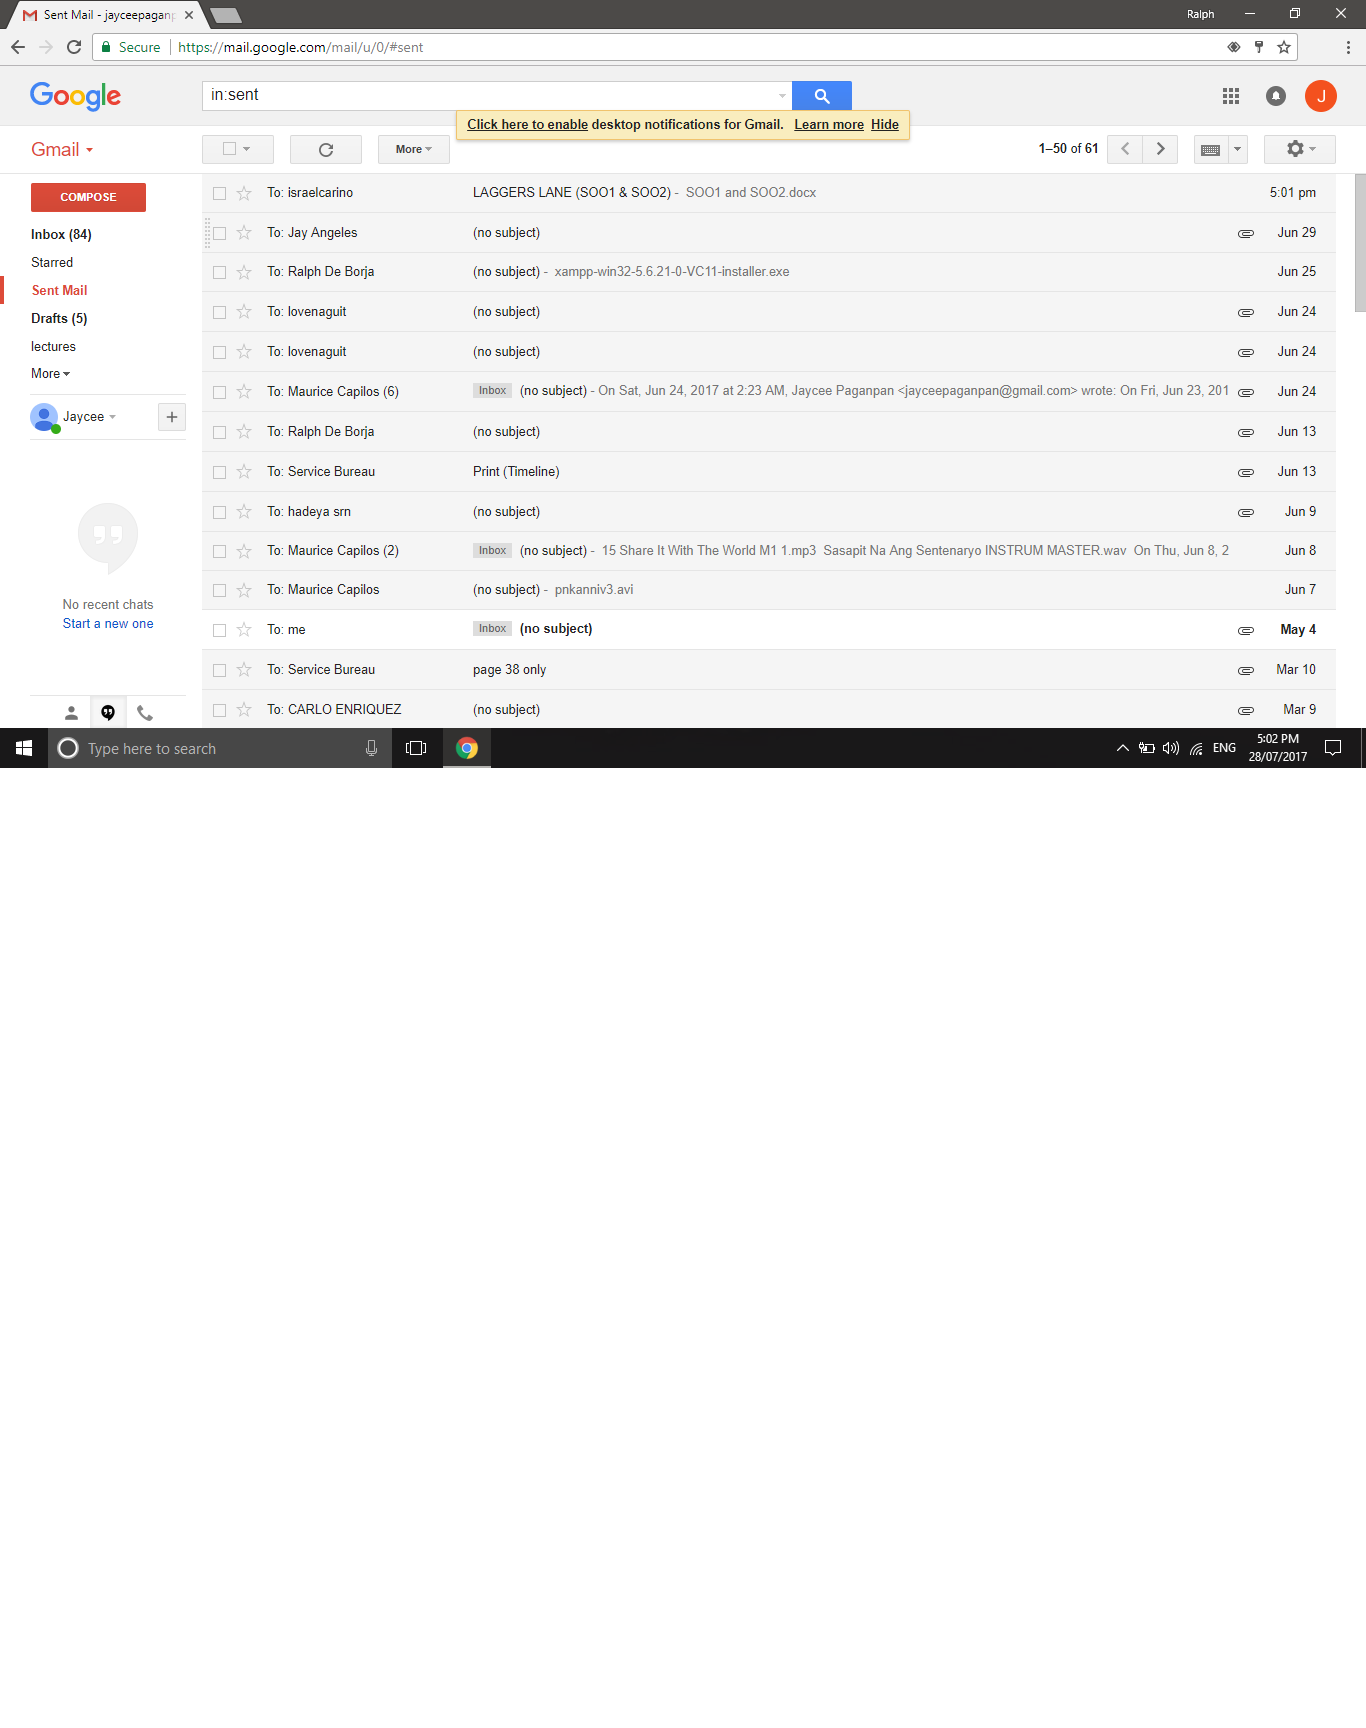 Sent Mail - jayceepaganp
Ralph
Secure https://mail.google.com/mail/u/0/#sent
Google
in:sent
J
Click here to enable desktop notifications for Gmail. Learn more Hide
Gmail
More
1–50 of 61
COMPOSE
Inbox (84)
Starred
Sent Mail
Drafts (5)
lectures
More
Jaycee
No recent chats
Start a new one
To: israelcarino LAGGERS LANE (SOO1 & SOO2) - SOO1 and SOO2.docx 5:01 pm
To: Jay Angeles (no subject) Jun 29
To: Ralph De Borja (no subject) - xampp-win32-5.6.21-0-VC11-installer.exe Jun 25
To: lovenaguit (no subject) Jun 24
To: lovenaguit (no subject) Jun 24
To: Maurice Capilos (6) Inbox (no subject) - On Sat, Jun 24, 2017 at 2:23 AM, Jaycee Paganpan <jayceepaganpan@gmail.com> wrote: On Fri, Jun 23, 201 Jun 24
To: Ralph De Borja (no subject) Jun 13
To: Service Bureau Print (Timeline) Jun 13
To: hadeya srn (no subject) Jun 9
To: Maurice Capilos (2) Inbox (no subject) - 15 Share It With The World M1 1.mp3 Sasapit Na Ang Sentenaryo INSTRUM MASTER.wav On Thu, Jun 8, 2 Jun 8
To: Maurice Capilos (no subject) - pnkanniv3.avi Jun 7
To: me Inbox (no subject) May 4
To: Service Bureau page 38 only Mar 10
To: CARLO ENRIQUEZ (no subject) Mar 9
Type here to search
ENG
5:02 PM
28/07/2017